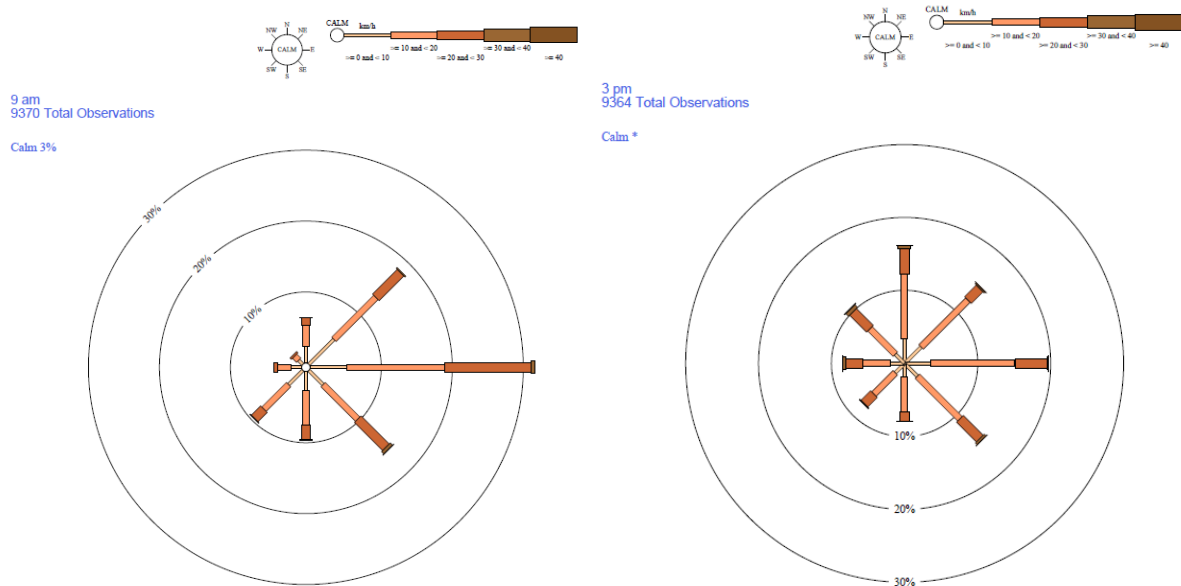 N
NW NE
W CALM E
SW SE
S
CALM km/h
>= 10 and < 20 >= 30 and < 40
>= 0 and < 10 >= 20 and < 30 >= 40
9 am
9370 Total Observations
Calm 3%
30%
20%
10%
N
NW NE
W CALM E
SW SE
S
CALM km/h
>= 10 and < 20 >= 30 and < 40
>= 0 and < 10 >= 20 and < 30 >= 40
3 pm
9364 Total Observations
Calm *
10%
20%
30%